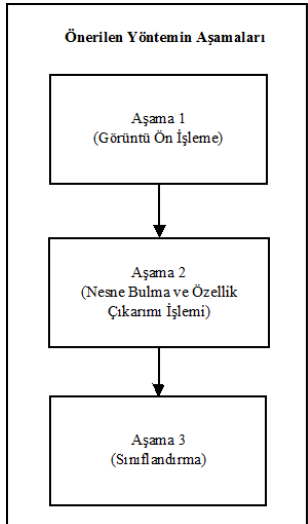 Önerilen Yöntemin Aşamaları
Aşama 1
(Görüntü Ön İşleme)
Aşama 2
(Nesne Bulma ve Özellik
Çıkarımı İşlemi)
Aşama 3
(Sınıflandırma)